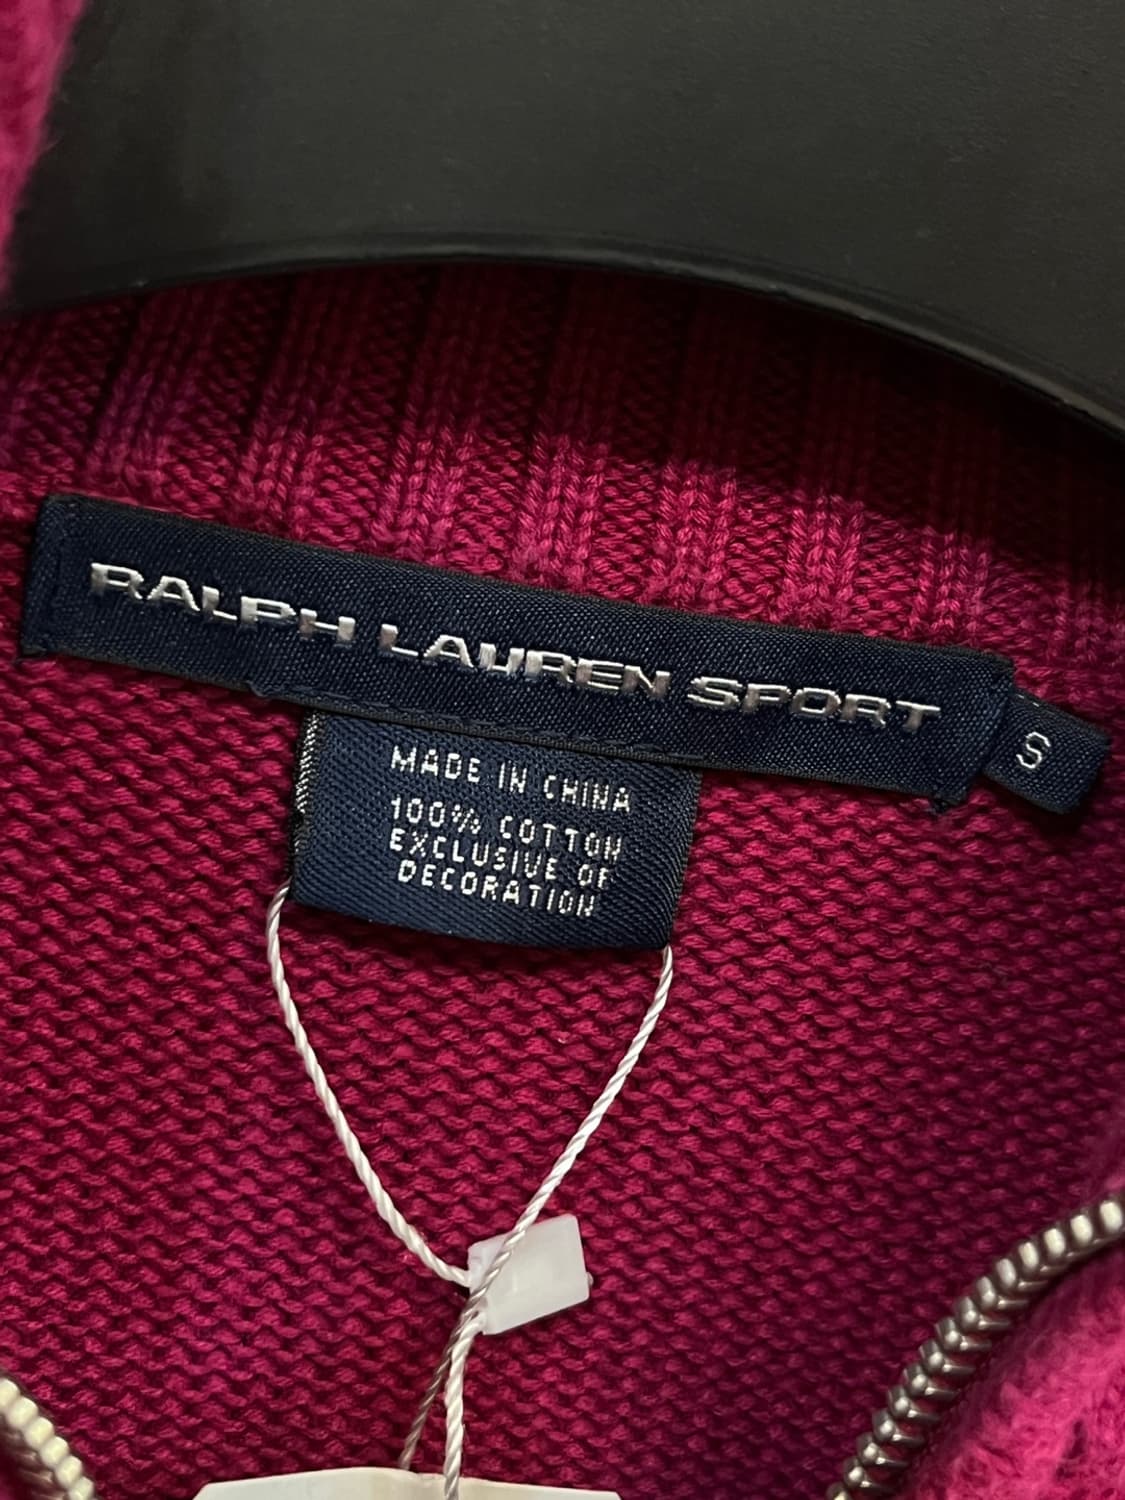 RALPH LAUREN SPORT
S
MADE IN CHINA
100% COTTON
EXCLUSIVE OF
DECORATION